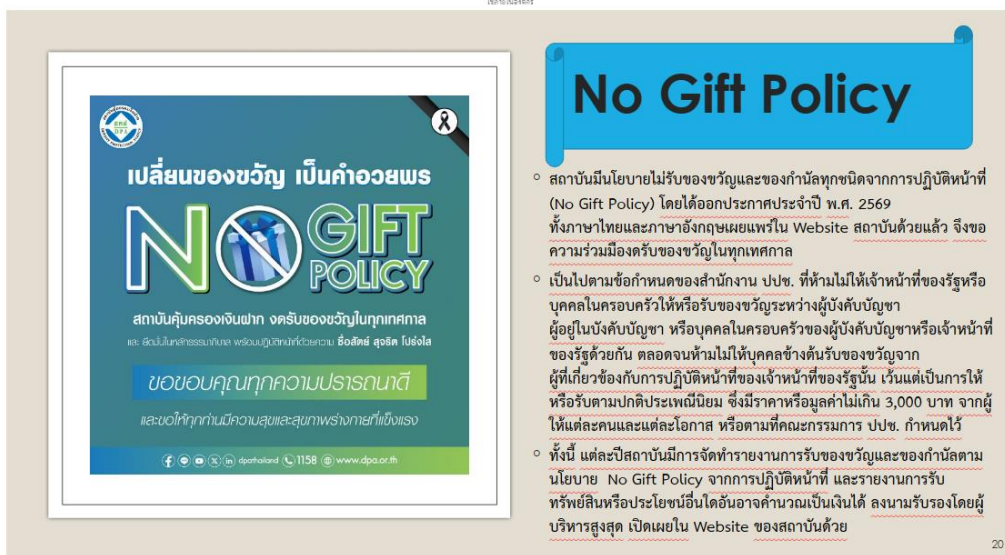 No Gift Policy
DPA
เปลี่ยนของขวัญ เป็นคำอวยพร
NO GIFT
POLICY
สถาบันคุ้มครองเงินฝาก งดรับของขวัญในทุกเทศกาล
และ ยึดมั่นในหลักธรรมาภิบาล พร้อมปฏิบัติหน้าที่ด้วยความ ซื่อสัตย์ สุจริต โปร่งใส
ขอขอบคุณทุกความปรารถนาดี
และขอให้ทุกท่านมีความสุขและสุขภาพร่างกายที่แข็งแรง
dpathailand 1158 www.dpa.or.th
สถาบันมีนโยบายไม่รับของขวัญและของกำนัลทุกชนิดจากการปฏิบัติหน้าที่
(No Gift Policy) โดยได้ออกประกาศประจำปี พ.ศ. 2569
ทั้งภาษาไทยและภาษาอังกฤษเผยแพร่ใน Website สถาบันด้วยแล้ว จึงขอ
ความร่วมมืองดรับของขวัญในทุกเทศกาล
เป็นไปตามข้อกำหนดของสำนักงาน ปปช. ที่ห้ามไม่ให้เจ้าหน้าที่ของรัฐหรือ
บุคคลในครอบครัวให้หรือรับของขวัญระหว่างผู้บังคับบัญชา
ผู้อยู่ในบังคับบัญชา หรือบุคคลในครอบครัวของผู้บังคับบัญชาหรือเจ้าหน้าที่
ของรัฐด้วยกัน ตลอดจนห้ามไม่ให้บุคคลข้างต้นรับของขวัญจาก
ผู้ที่เกี่ยวข้องกับการปฏิบัติหน้าที่ของเจ้าหน้าที่ของรัฐนั้น เว้นแต่เป็นการให้
หรือรับตามปกติประเพณีนิยม ซึ่งมีราคาหรือมูลค่าไม่เกิน 3,000 บาท จากผู้
ให้แต่ละคนและแต่ละโอกาส หรือตามที่คณะกรรมการ ปปช. กำหนดไว้
ทั้งนี้ แต่ละปีสถาบันมีการจัดทำรายงานการรับของขวัญและของกำนัลตาม
นโยบาย No Gift Policy จากการปฏิบัติหน้าที่ และรายงานการรับ
ทรัพย์สินหรือประโยชน์อื่นใดอันอาจคำนวณเป็นเงินได้ ลงนามรับรองโดยผู้
บริหารสูงสุด เปิดเผยใน Website ของสถาบันด้วย
20